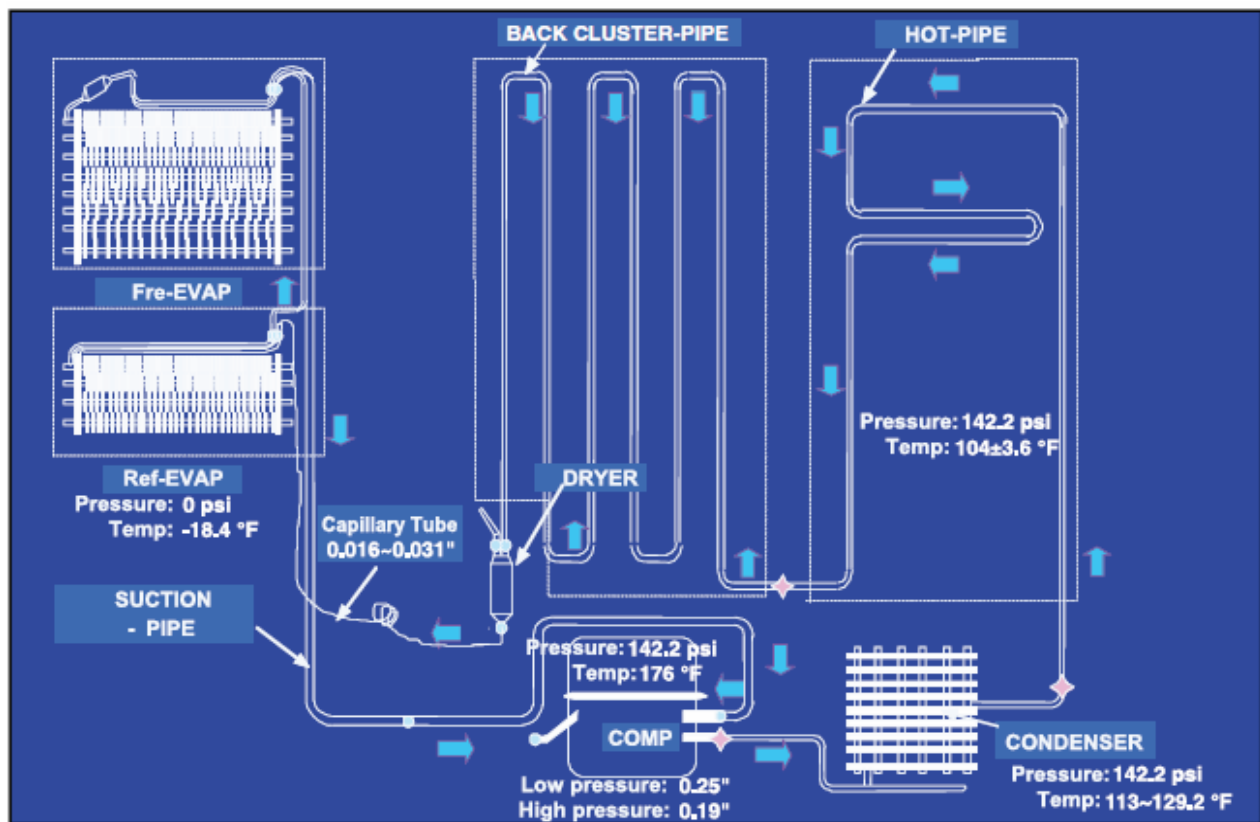 BACK CLUSTER-PIPE
HOT-PIPE
Fre-EVAP
Pressure: 142.2 psi
Temp: 104±3.6 °F
Ref-EVAP
Pressure: 0 psi
Temp: -18.4 °F
DRYER
Capillary Tube
0.016~0.031"
SUCTION
- PIPE
Pressure: 142.2 psi
Temp: 176 °F
COMP
Low pressure: 0.25"
High pressure: 0.19"
CONDENSER
Pressure: 142.2 psi
Temp: 113~129.2 °F